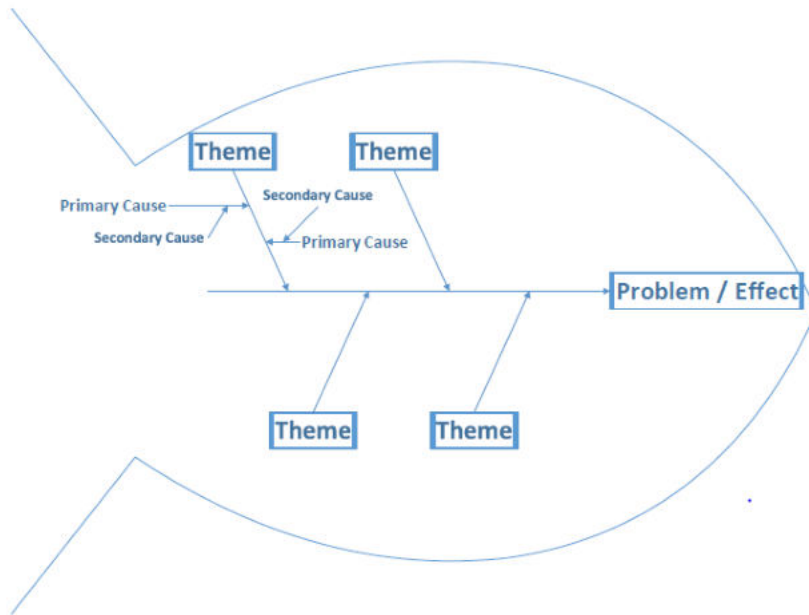 Theme
Theme
Secondary Cause
Primary Cause
Secondary Cause
Primary Cause
Problem / Effect
Theme
Theme